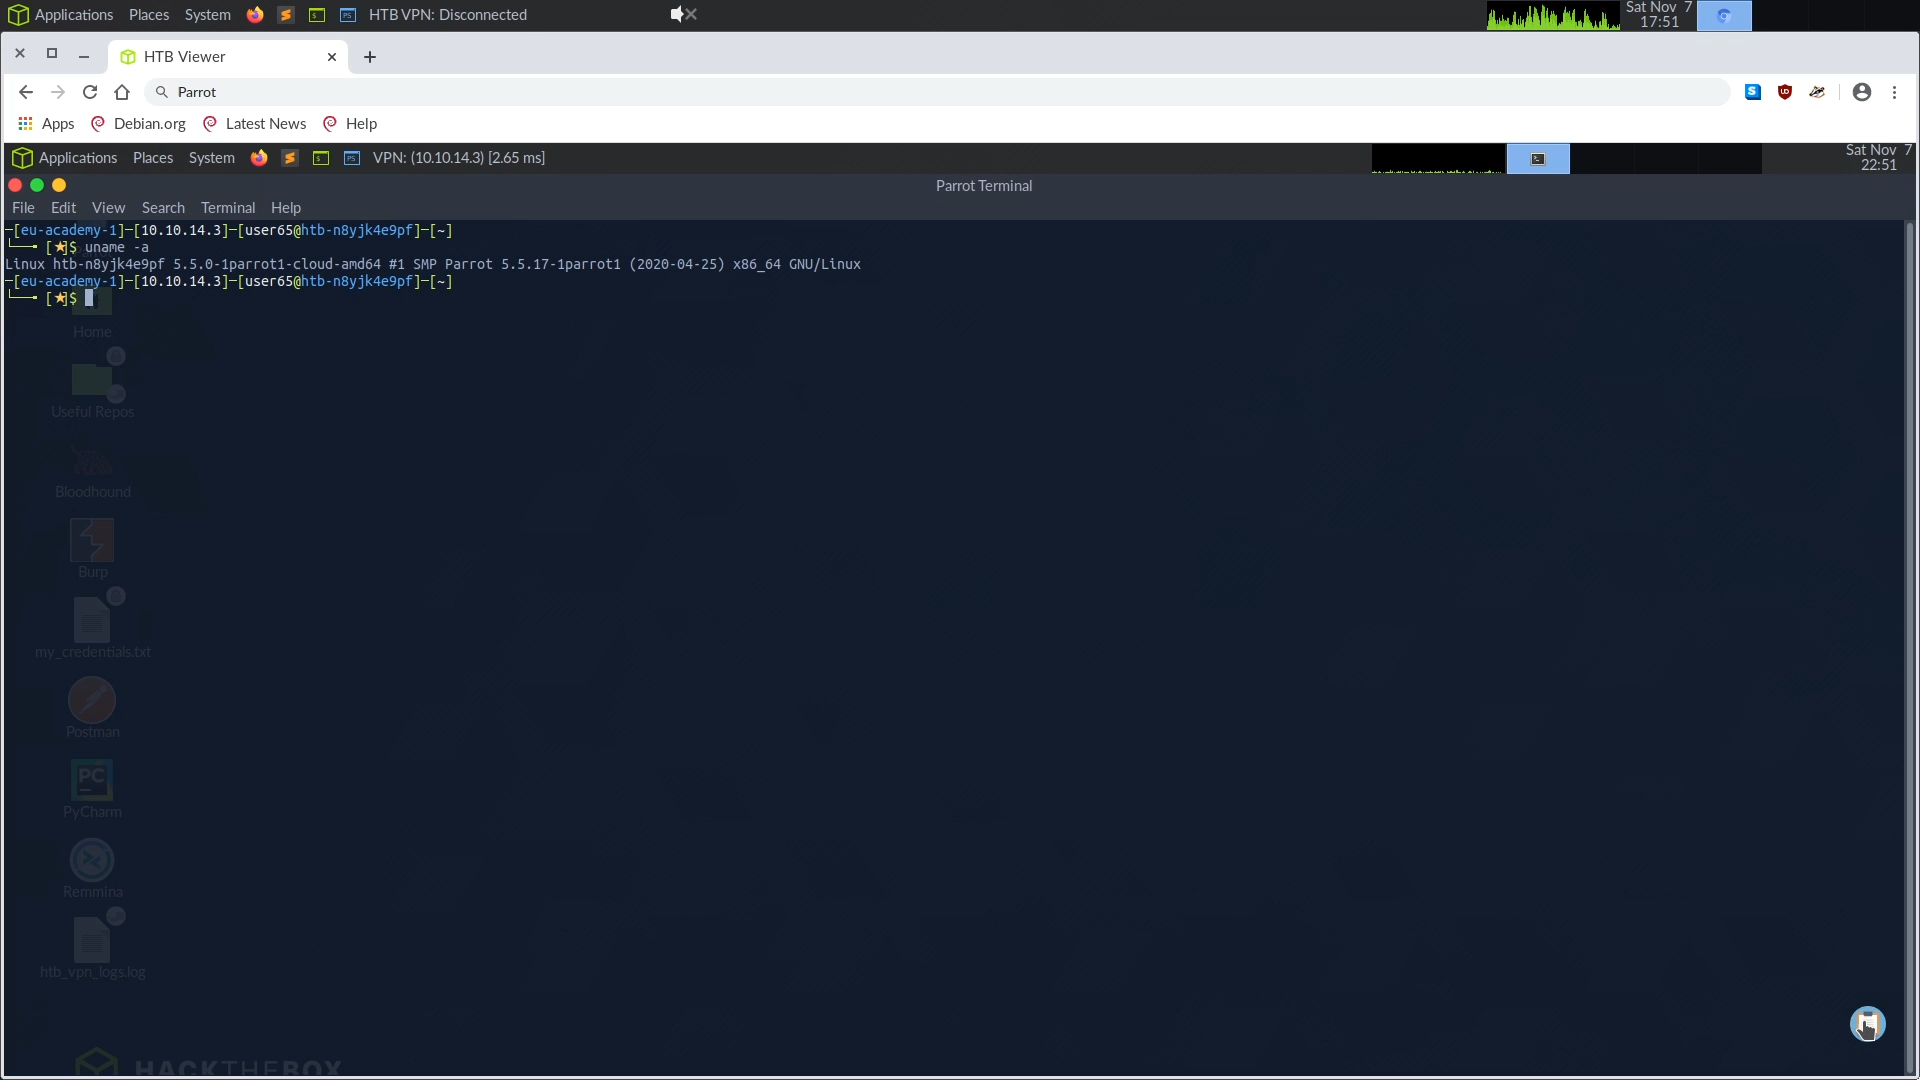 Applications Places System HTB VPN: Disconnected Sat Nov 7
17:51
HTB Viewer
Parrot
Apps Debian.org Latest News Help
Applications Places System VPN: (10.10.14.3) [2.65 ms] Sat Nov 7
22:51
Parrot Terminal
File Edit View Search Terminal Help
─[eu-academy-1]─[10.10.14.3]─[user65@htb-n8yjk4e9pf]─[~]
└──╼ [★]$ uname -a
Linux htb-n8yjk4e9pf 5.5.0-1parrot1-cloud-amd64 #1 SMP Parrot 5.5.17-1parrot1 (2020-04-25) x86_64 GNU/Linux
─[eu-academy-1]─[10.10.14.3]─[user65@htb-n8yjk4e9pf]─[~]
└──╼ [★]$
Home
Useful Repos
Bloodhound
Burp
my_credentials.txt
Postman
PC
PyCharm
Remmina
htb_vpn_logs.log
HACKTHEBOX